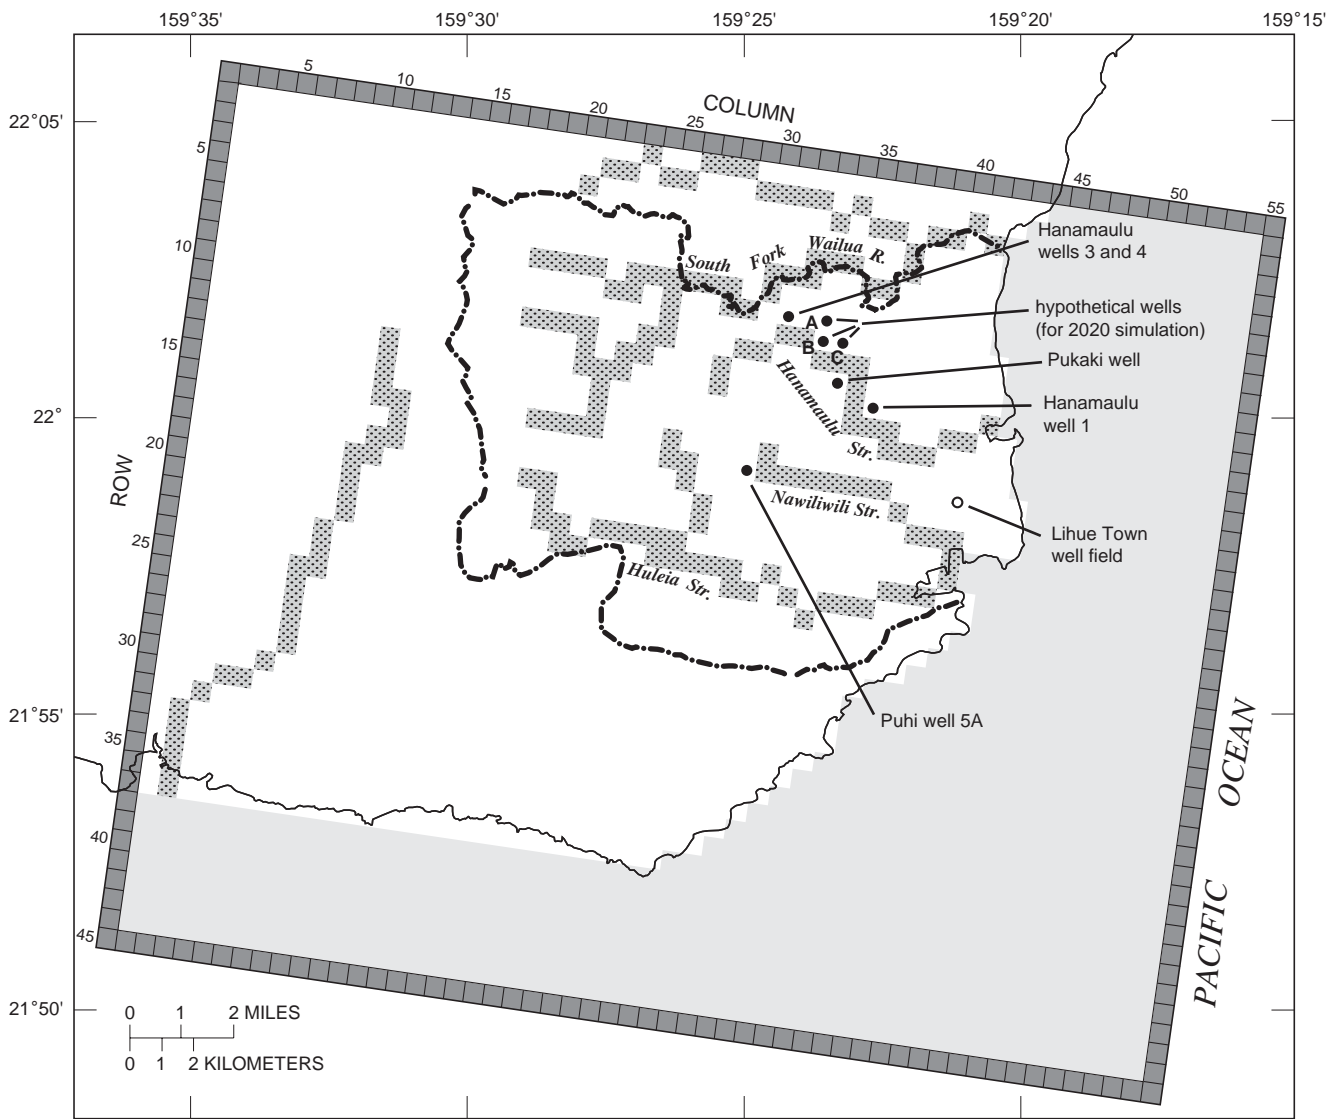 159°35'
159°30'
159°25'
159°20'
159°15'
22°05'
22°
21°55'
21°50'
COLUMN
5
10
15
20
25
30
35
40
45
50
55
ROW
5
10
15
20
25
30
35
40
45
South Fork Wailua R.
Hanamaulu
wells 3 and 4
A
B
C
hypothetical wells
(for 2020 simulation)
Pukaki well
Hanamaulu
well 1
Hanamaulu Str.
Nawiliwili Str.
Lihue Town
well field
Huleia Str.
Puhi well 5A
PACIFIC OCEAN
0 1 2 MILES
0 1 2 KILOMETERS